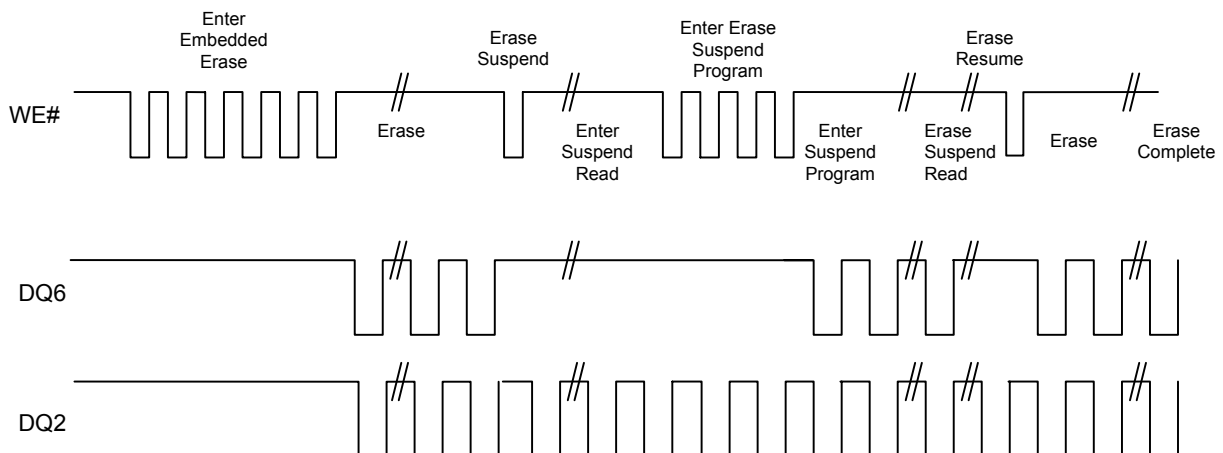 Enter
Embedded
Erase
Erase
Suspend
Enter Erase
Suspend
Program
Erase
Resume
WE#
Erase
Enter
Suspend
Read
Enter
Suspend
Program
Erase
Suspend
Read
Erase
Erase
Complete
DQ6
DQ2